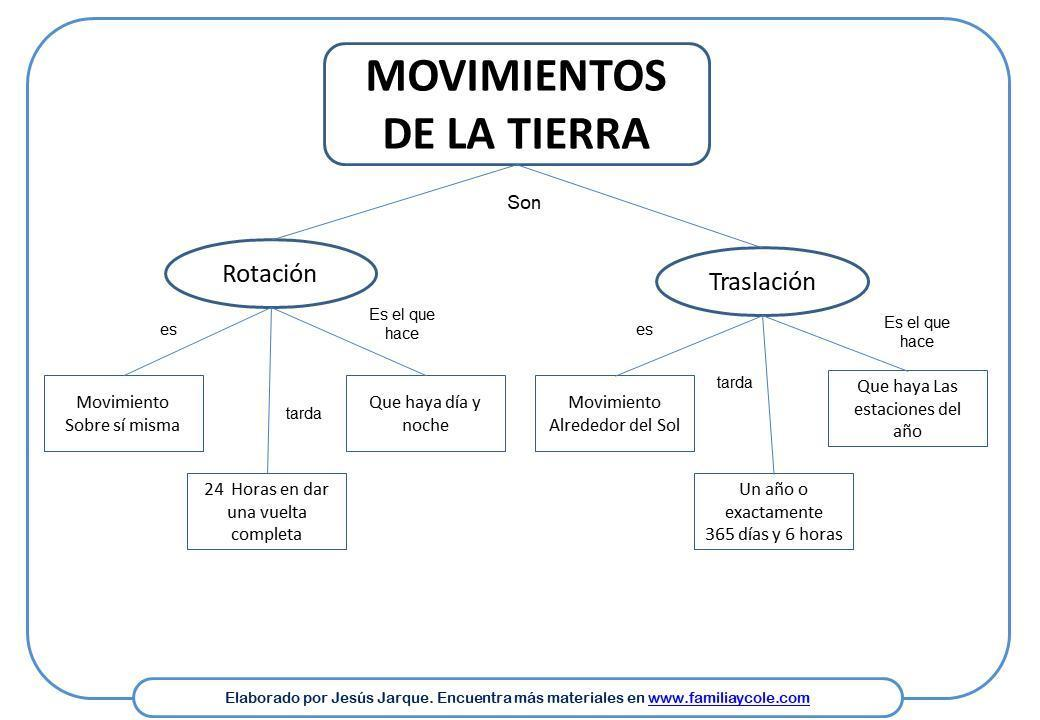 MOVIMIENTOS
DE LA TIERRA
Son
Rotación
Traslación
es
Es el que
hace
tarda
Movimiento
Sobre sí misma
24 Horas en dar
una vuelta
completa
Que haya día y
noche
es
tarda
Es el que
hace
Movimiento
Alrededor del Sol
Un año o
exactamente
365 días y 6 horas
Que haya Las
estaciones del
año
Elaborado por Jesús Jarque. Encuentra más materiales en www.familiaycole.com